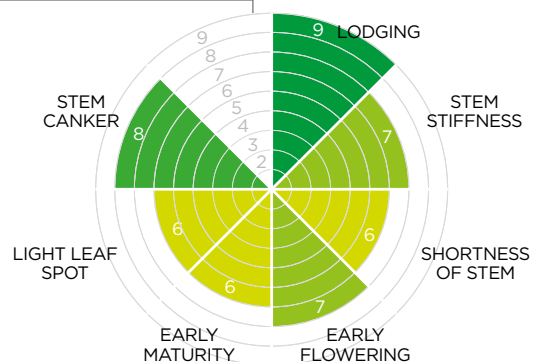 9
8
7
6
5
4
3
2
9
LODGING
STEM
CANKER
8
STEM
STIFFNESS
7
LIGHT LEAF
SPOT
6
6
SHORTNESS
OF STEM
6
7
EARLY
MATURITY
EARLY
FLOWERING